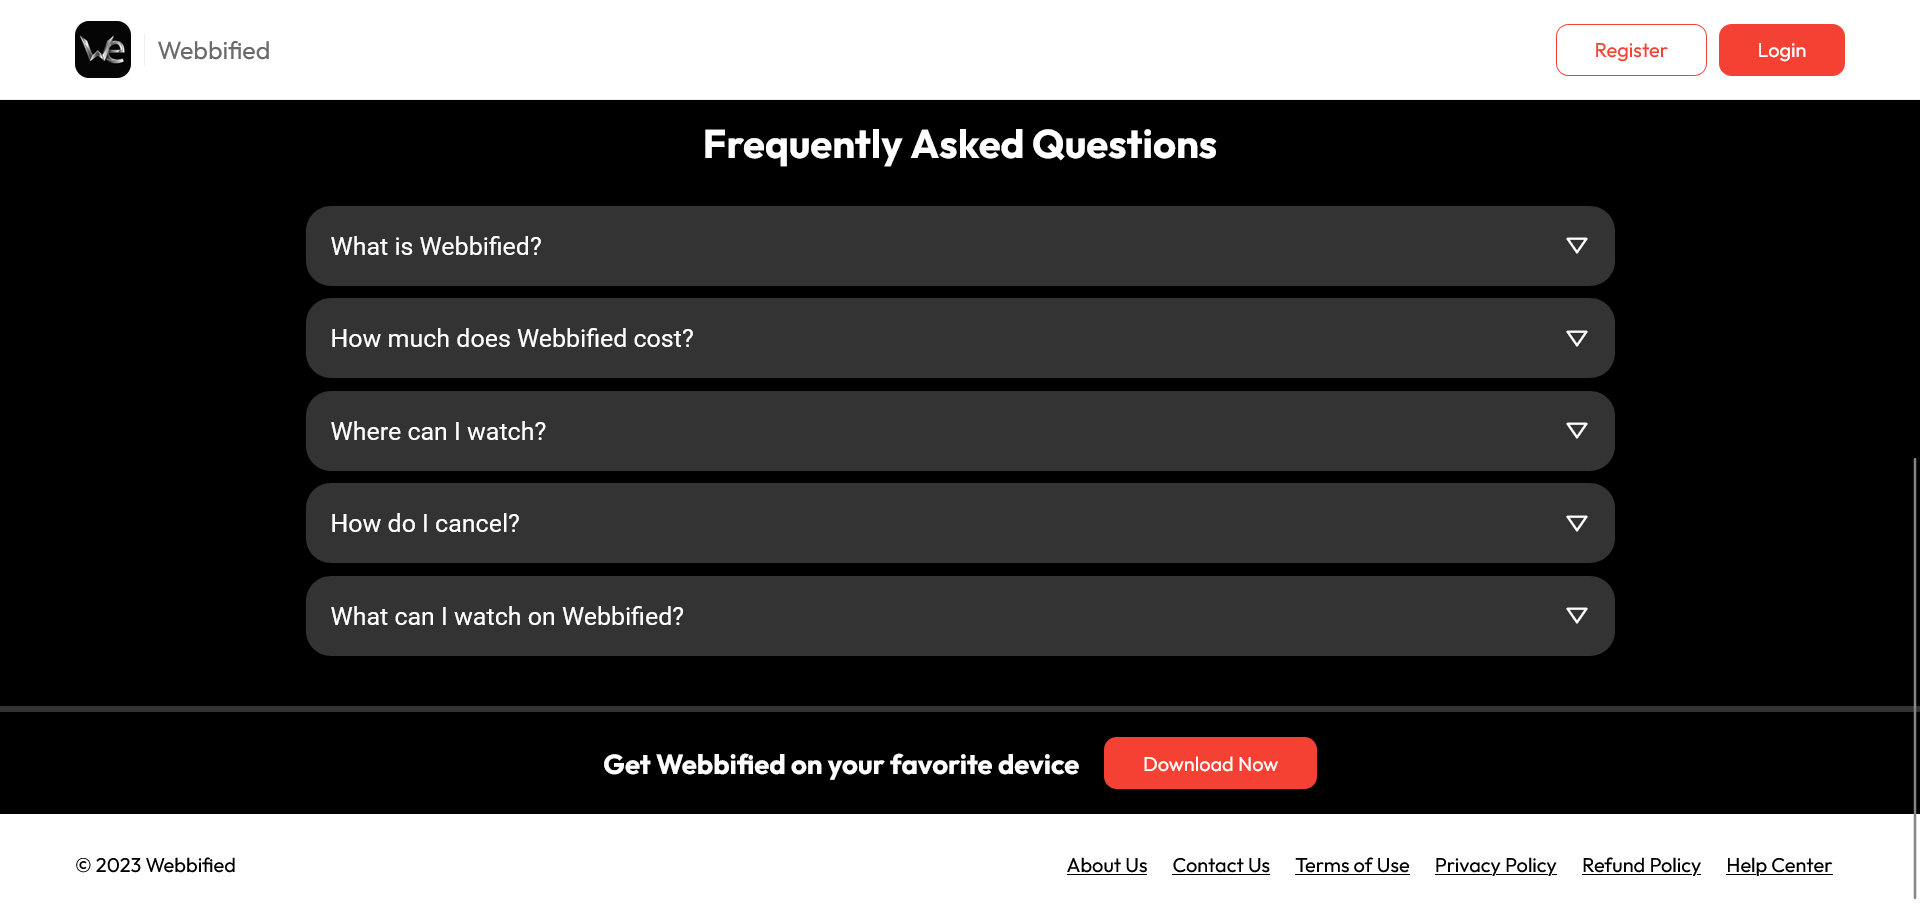 We
Webbified
Register
Login
Frequently Asked Questions
What is Webbified?
How much does Webbified cost?
Where can I watch?
How do I cancel?
What can I watch on Webbified?
Get Webbified on your favorite device
Download Now
© 2023 Webbified
About Us Contact Us Terms of Use Privacy Policy Refund Policy Help Center